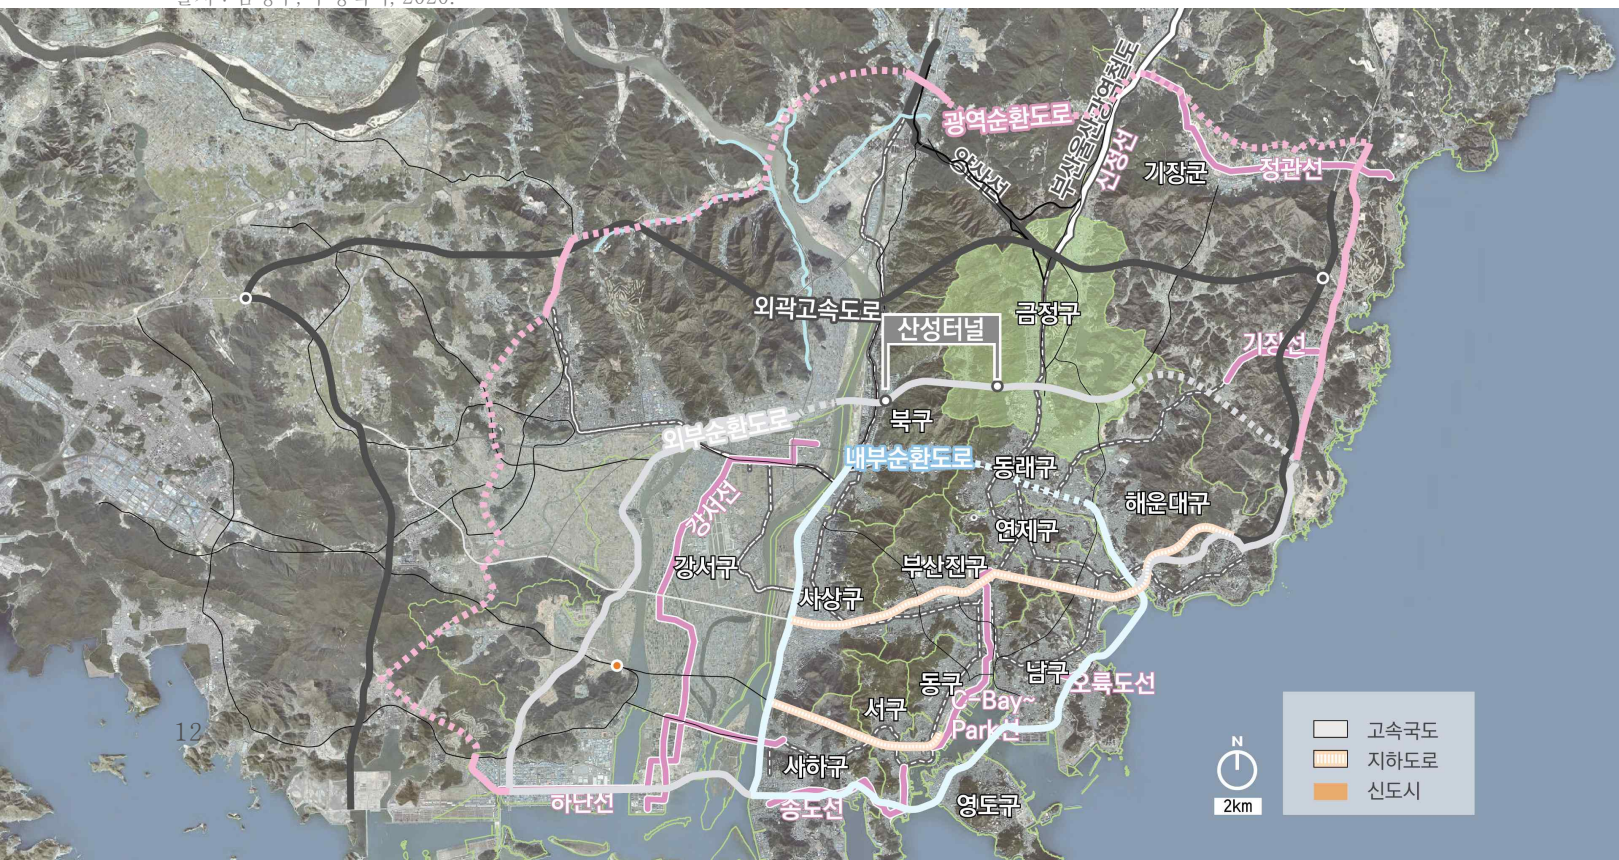 광역순환도로
부산울산광역철도
양산선
신정선
기장군
정관선
외곽고속도로
금정구
산성터널
기장선
북구
외부순환도로
내부순환도로
동래구
강서선
해운대구
연제구
강서구
부산진구
사상구
남구
동구
오륙도선
C-Bay~
Park선
서구
12
사하구
하단선
송도선
영도구
N
2km
고속국도
지하도로
신도시